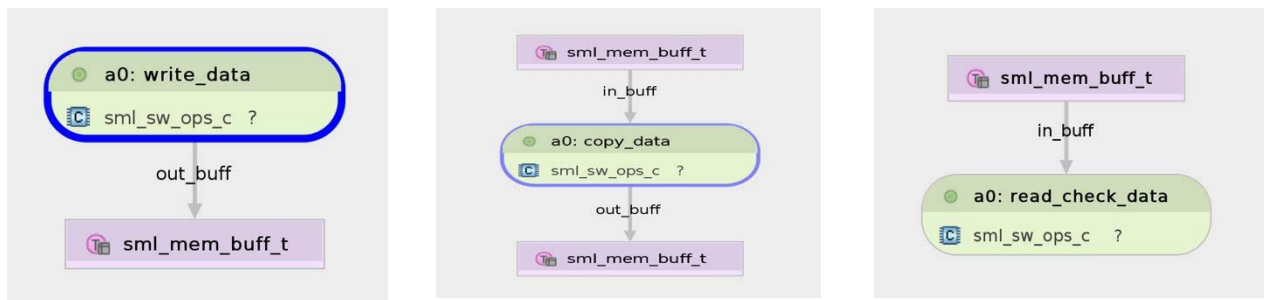 a0: write_data
sml_sw_ops_c ?
out_buff
sml_mem_buff_t
sml_mem_buff_t
in_buff
a0: copy_data
sml_sw_ops_c ?
out_buff
sml_mem_buff_t
sml_mem_buff_t
in_buff
a0: read_check_data
sml_sw_ops_c ?